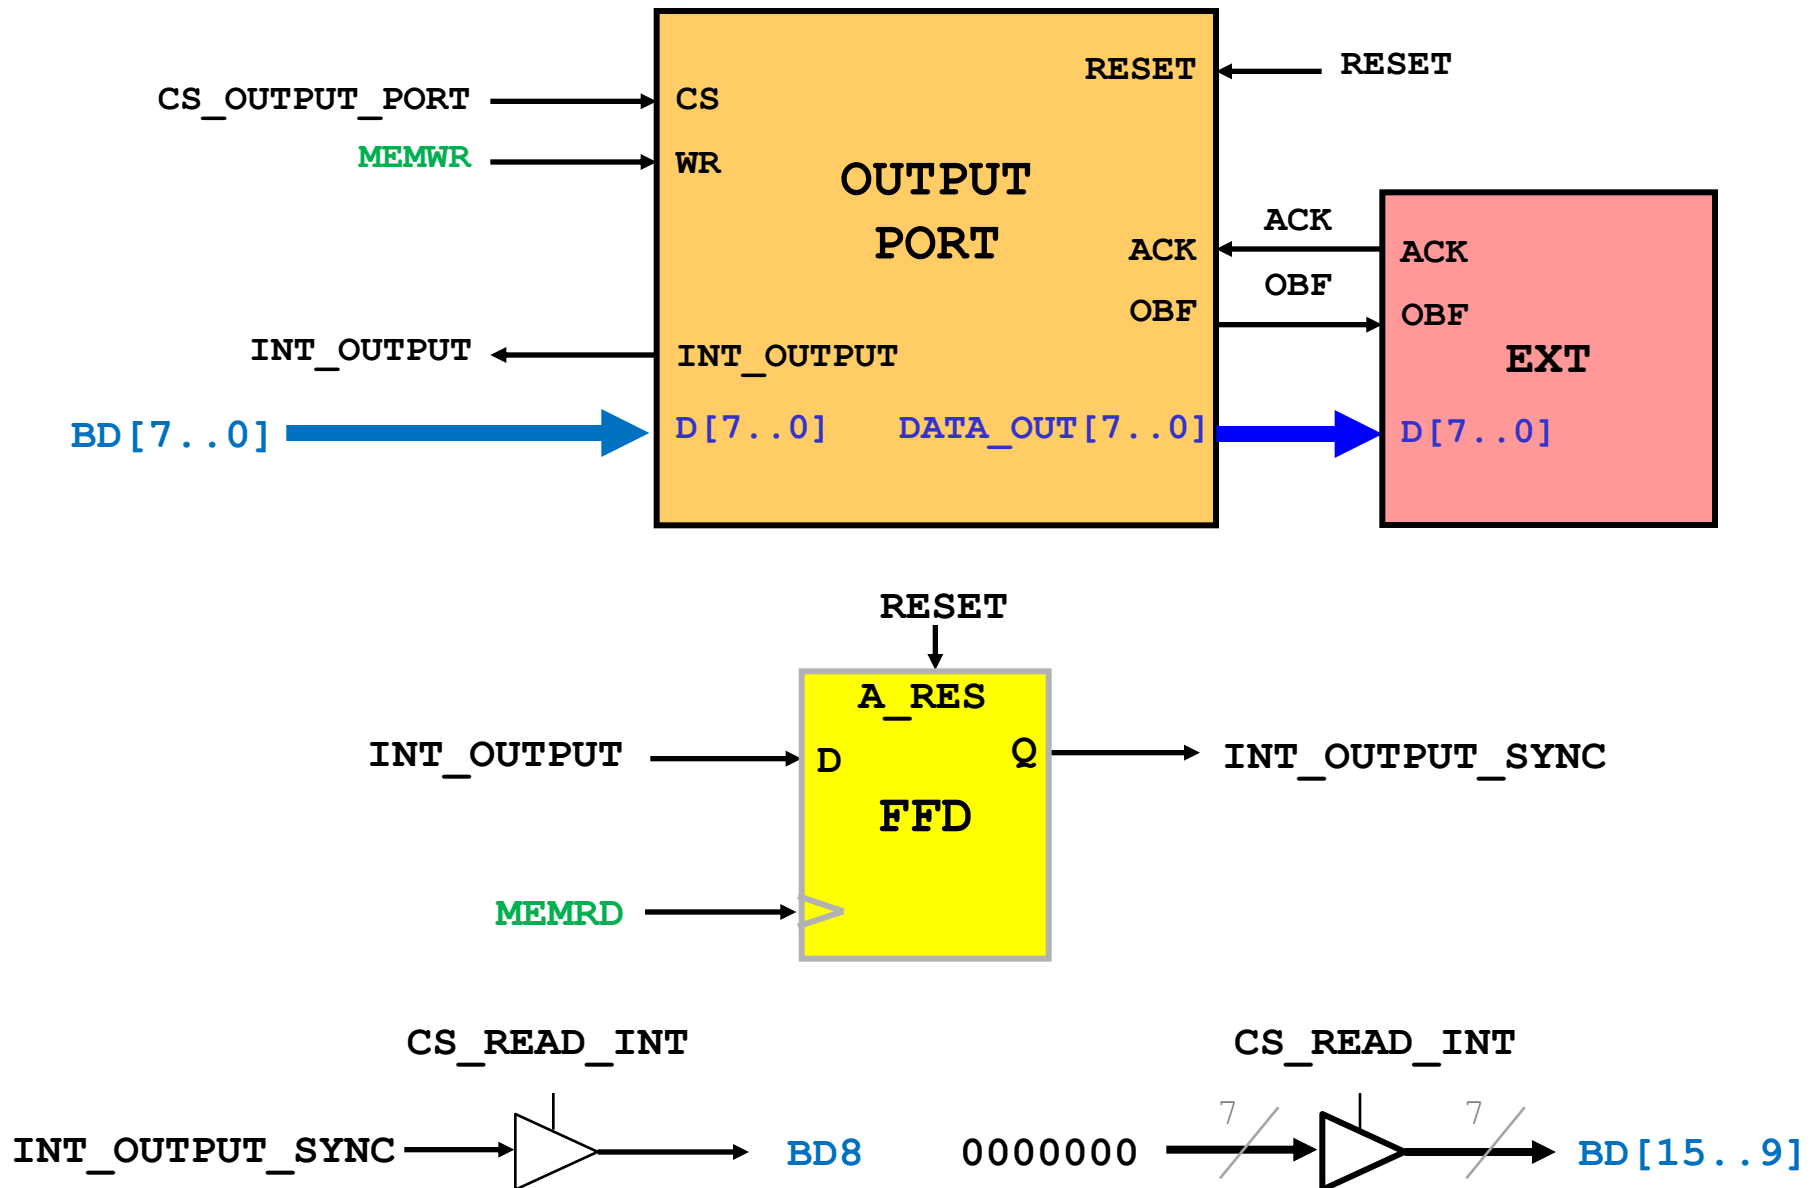 RESET
RESET
CS_OUTPUT_PORT
CS
MEMWR
WR
OUTPUT
PORT
ACK
ACK
ACK
OBF
OBF
OBF
INT_OUTPUT
INT_OUTPUT
EXT
BD[7..0]
D[7..0]
DATA_OUT[7..0]
D[7..0]
RESET
A_RES
INT_OUTPUT
D
Q
INT_OUTPUT_SYNC
FFD
MEMRD
CS_READ_INT
CS_READ_INT
7
7
INT_OUTPUT_SYNC
BD8
0000000
BD[15..9]